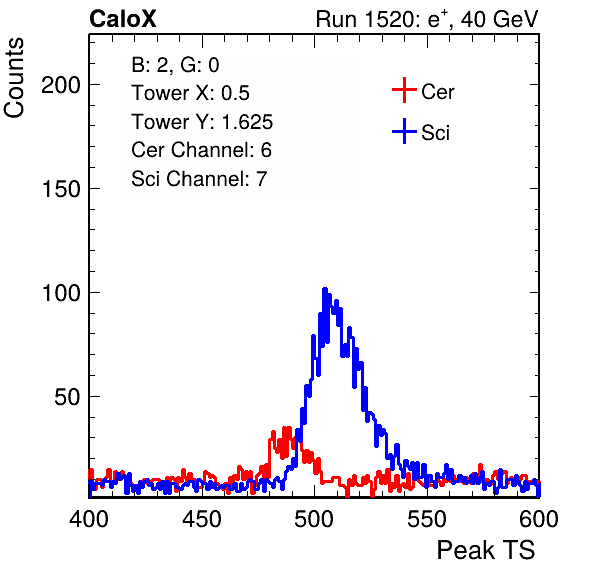 CaloX Run 1520: e⁺, 40 GeV
Counts
B: 2, G: 0
Tower X: 0.5
Tower Y: 1.625
Cer Channel: 6
Sci Channel: 7
Cer
Sci
200
150
100
50
400 450 500 550 600
Peak TS